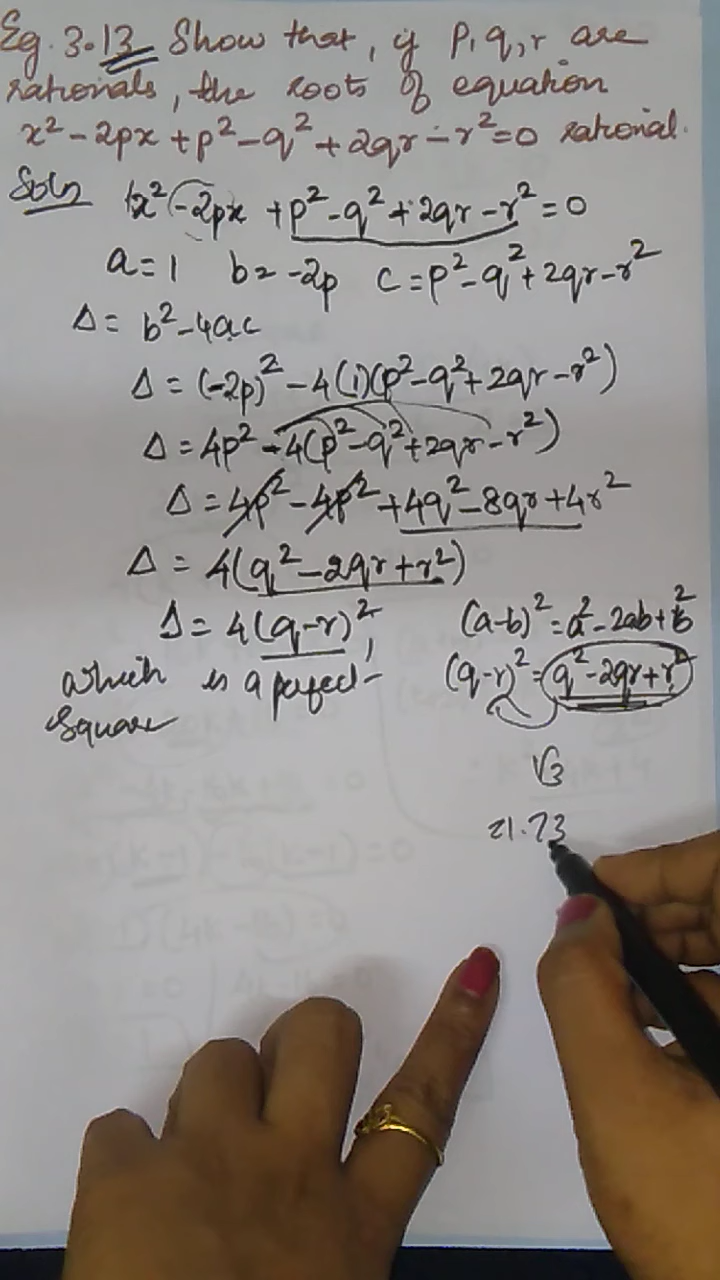 Eg. 3.13 Show that, if p, q, r are
rationals, the roots of equation
x² - 2px + p² - q² + 2qr - r² = 0 rational.
Soln x² - 2px + p² - q² + 2qr - r² = 0
a = 1 b = -2p c = p² - q² + 2qr - r²
Δ = b² - 4ac
Δ = (-2p)² - 4(1)(p² - q² + 2qr - r²)
Δ = 4p² - 4(p² - q² + 2qr - r²)
Δ = 4p² - 4p² + 4q² - 8qr + 4r²
Δ = 4(q² - 2qr + r²)
Δ = 4(q-r)²,
(a-b)² = a² - 2ab + b²
which is a perfect
(q-r)² = q² - 2qr + r²
square
√3
=1.73